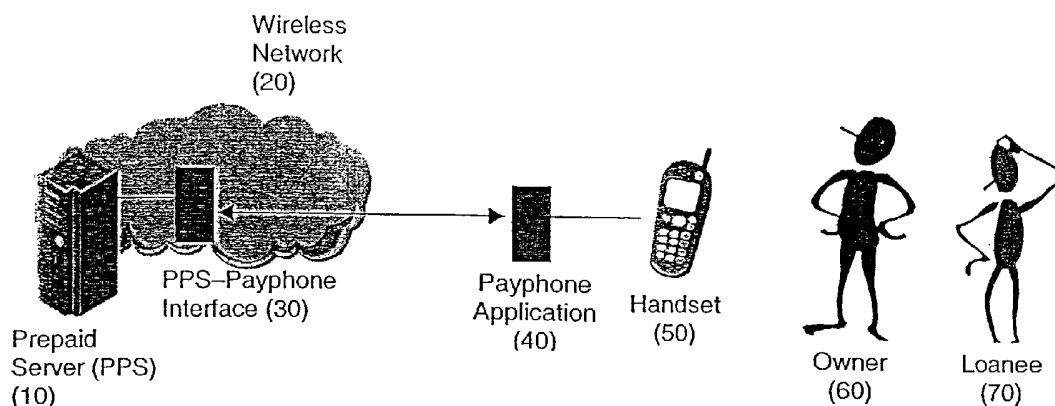 Wireless
Network
(20)
PPS–Payphone
Interface (30)
Prepaid
Server (PPS)
(10)
Payphone
Application
(40)
Handset
(50)
Owner
(60)
Loanee
(70)